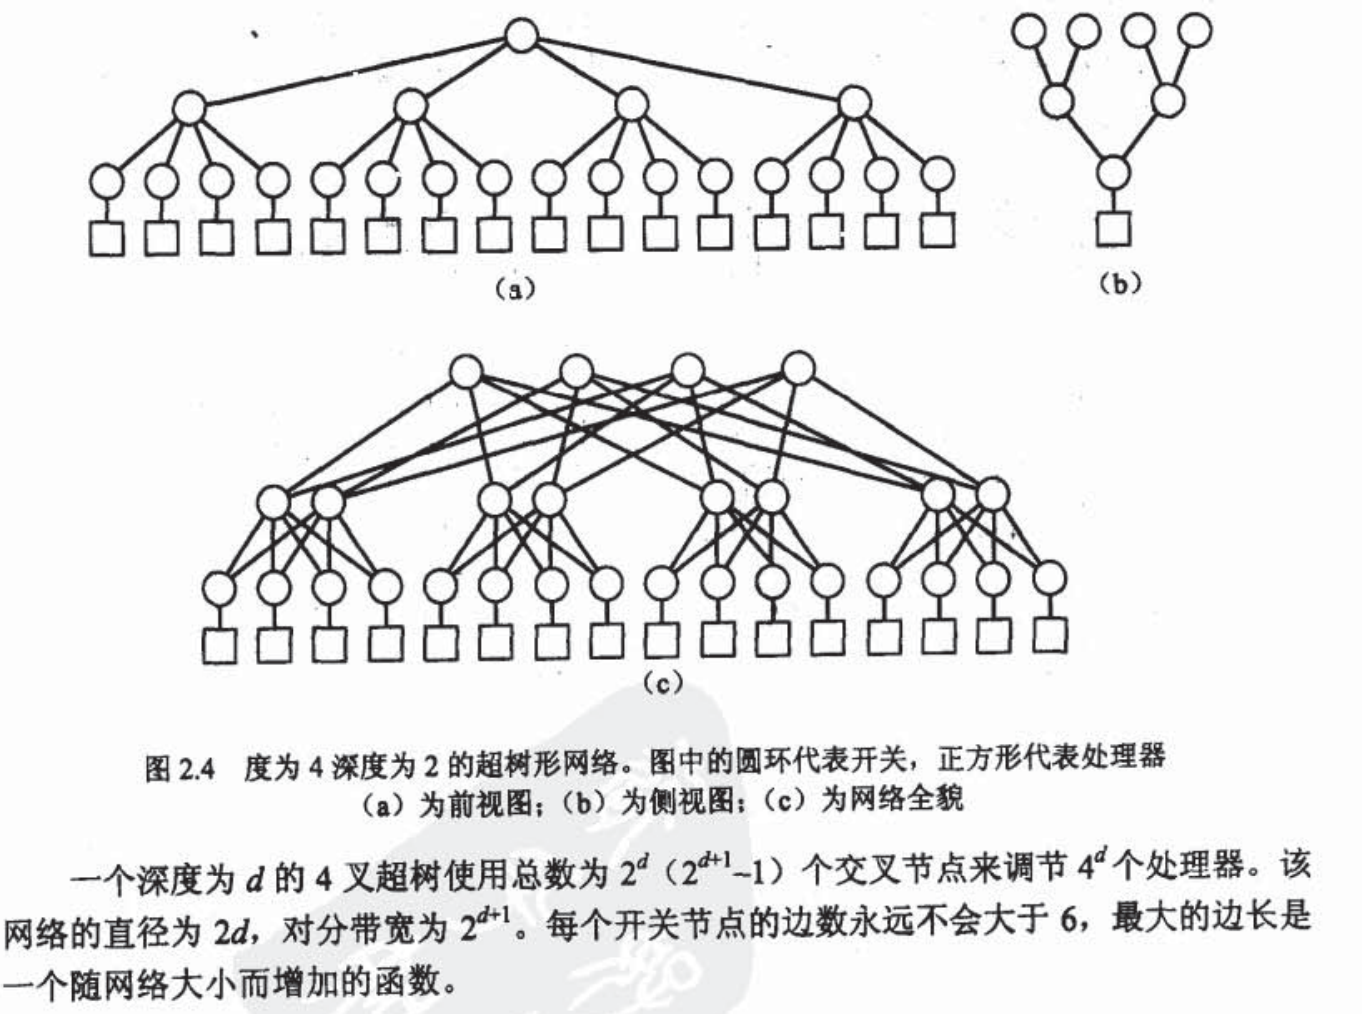 （a）
（b）
（c）
图 2.4 度为 4 深度为 2 的超树形网络。图中的圆环代表开关，正方形代表处理器
（a）为前视图；（b）为侧视图；（c）为网络全貌
一个深度为 d 的 4 叉超树使用总数为 2^d（2^{d+1}–1）个交叉节点来调节 4^d 个处理器。该
网络的直径为 2d，对分带宽为 2^{d+1}。每个开关节点的边数永远不会大于 6，最大的边长是
一个随网络大小而增加的函数。